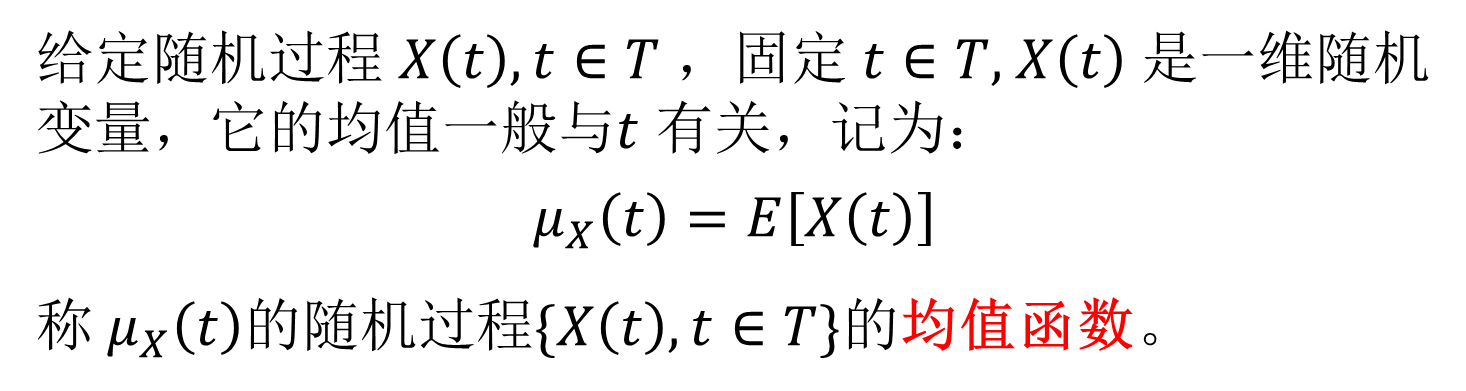 给定随机过程 X(t), t ∈ T ，固定 t ∈ T, X(t) 是一维随机
变量，它的均值一般与t 有关，记为：
μ_X(t) = E[X(t)]
称 μ_X(t)的随机过程{X(t), t ∈ T}的均值函数。